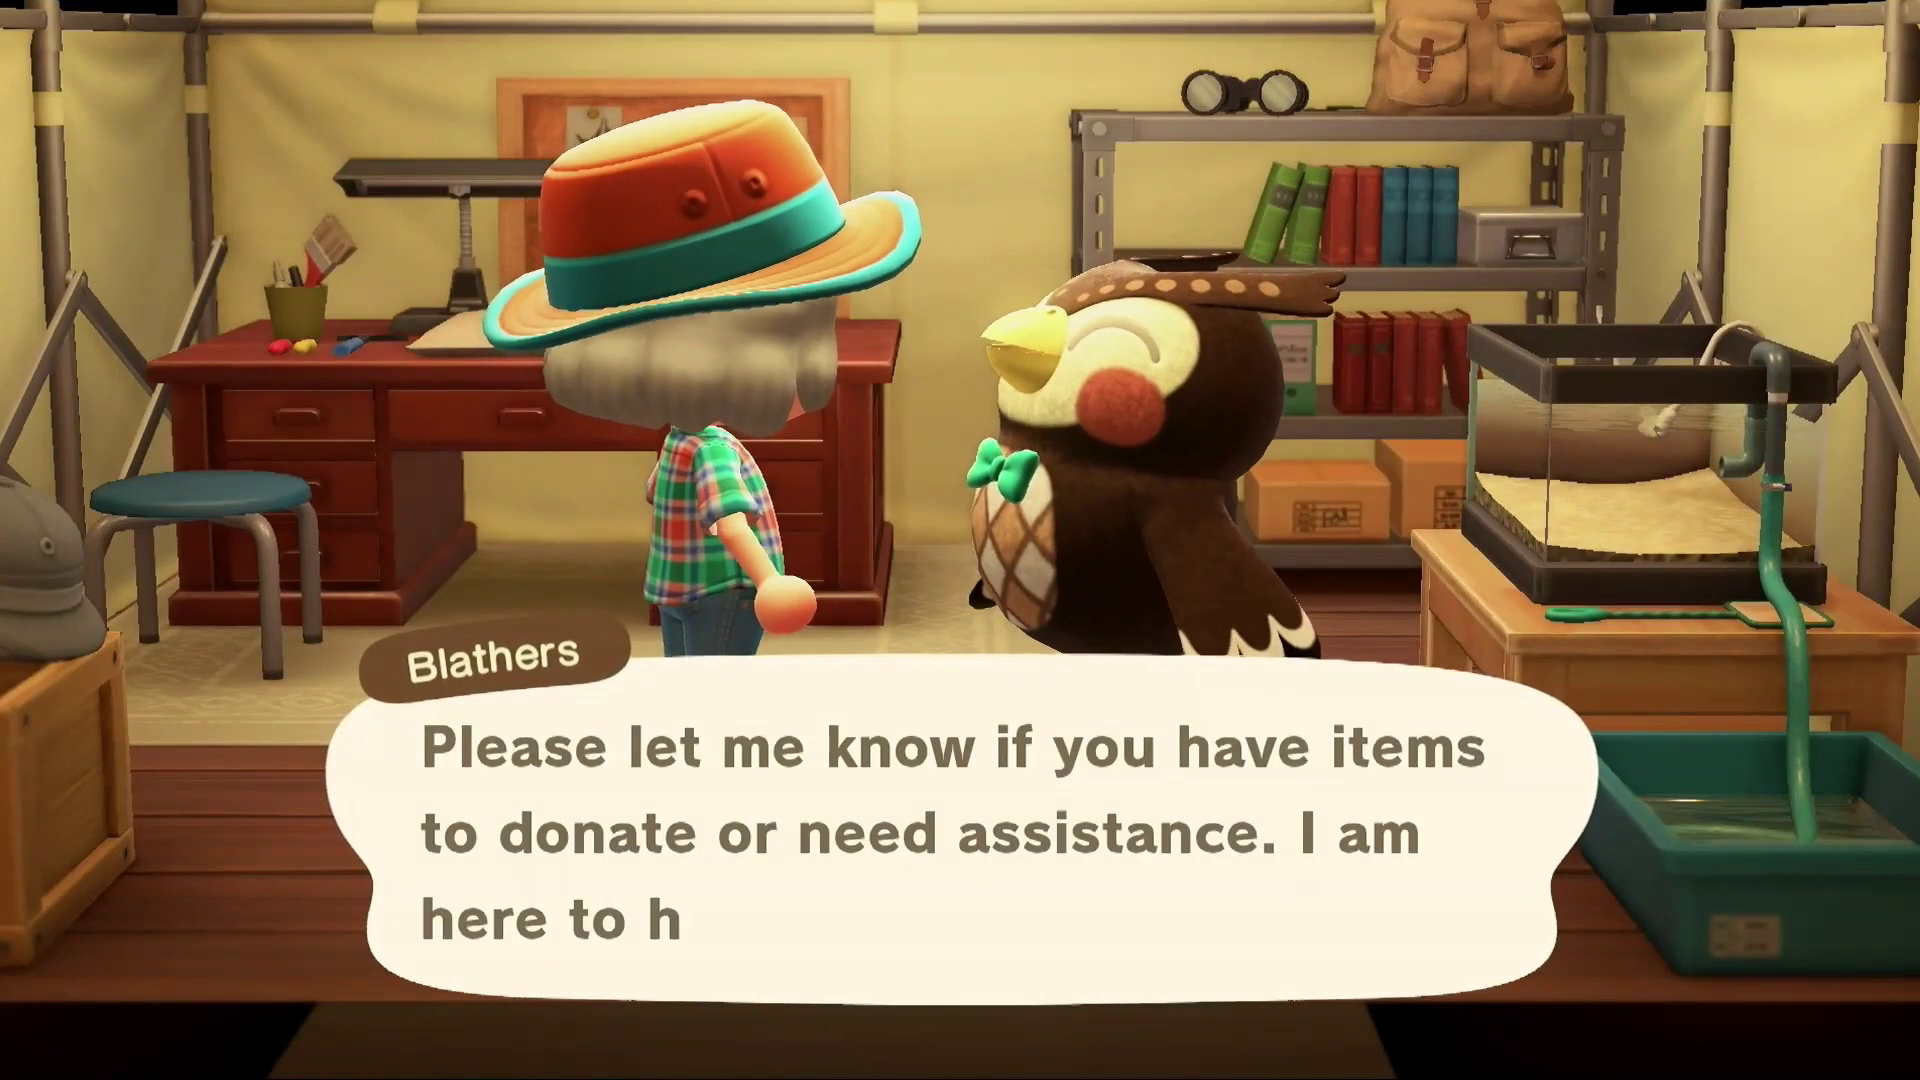 Blathers
Please let me know if you have items
to donate or need assistance. I am
here to h